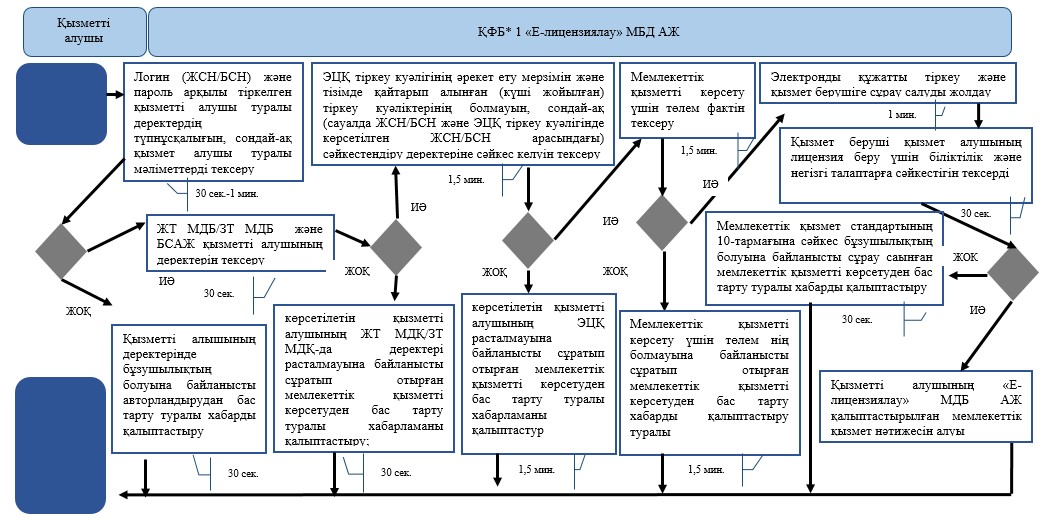 Қызметті
алушы
ҚФБ* 1 «Е-лицензиялау» МБД АЖ
Логин (ЖСН/БСН) және
пароль арқылы тіркелген
қызметті алушы туралы
деректердің
түпнұсқалығын, сондай-ақ
қызмет алушы туралы
мәліметтерді тексеру
30 сек.-1 мин.
ЭЦҚ тіркеу куәлігінің әрекет ету мерзімін және
тізімде қайтарып алынған (күші жойылған)
тіркеу куәліктерінің болмауын, сондай-ақ
(сауалда ЖСН/БСН және ЭЦҚ тіркеу куәлігінде
көрсетілген ЖСН/БСН арасындағы)
сәйкестендіру деректеріне сәйкес келуін тексеру
1,5 мин.
Мемлекеттік
қызметті көрсету
үшін төлем фактін
тексеру
1,5 мин.
Электронды құжатты тіркеу және
қызмет берушіге сұрау салуды жолдау
1 мин.
Қызмет беруші қызмет алушының
лицензия беру үшін біліктілік және
негізгі талаптарға сәйкестігін тексерді
30 сек.
ЖТ МДБ/ЗТ МДБ және
БСАЖ қызметті алушының
деректерін тексеру
30 сек.
ИӘ
ЖОҚ
ИӘ
ЖОҚ
ИӘ
ЖОҚ
ИӘ
ЖОҚ
Мемлекеттік қызмет стандартының
10-тармағына сәйкес бұзушылықтың
болуына байланысты сұрау саынған
мемлекеттік қызметті көрсетуден бас
тарту туралы хабарды қалыптастыру
30 сек.
ЖОҚ
ИӘ
Қызметті алышының
деректерінде
бұзушылықтың
болуына байланысты
авторландырудан бас
тарту туралы хабарды
қалыптастыру
30 сек.
көрсетілетін қызметті
алушының ЖТ МДҚ/ЗТ
МДҚ-да деректері
расталмауына байланысты
сұратып отырған
мемлекеттік қызметті
көрсетуден бас тарту
туралы хабарламаны
қалыптастыру;
30 сек.
көрсетілетін қызметті
алушының ЭЦҚ
расталмауына
байланысты сұратып
отырған мемлекеттік
қызметті көрсетуден
бас тарту туралы
хабарламаны
қалыптастур
1,5 мин.
Мемлекеттік қызметті
көрсету үшін төлем нің
болмауына байланысты
сұратып отырған
мемлекеттік қызметті
көрсетуден бас тарту
хабарды қалыптастыру
туралы
1,5 мин.
Қызметті алушының «Е-
лицензиялау» МДБ АЖ
қалыптастырылған мемлекеттік
қызмет нәтижесін алуы